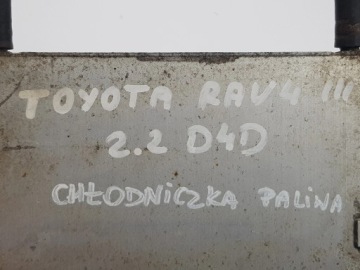 TOYOTA RAV4 III
2.2 D4D
CHŁODNICZKA PALIWA